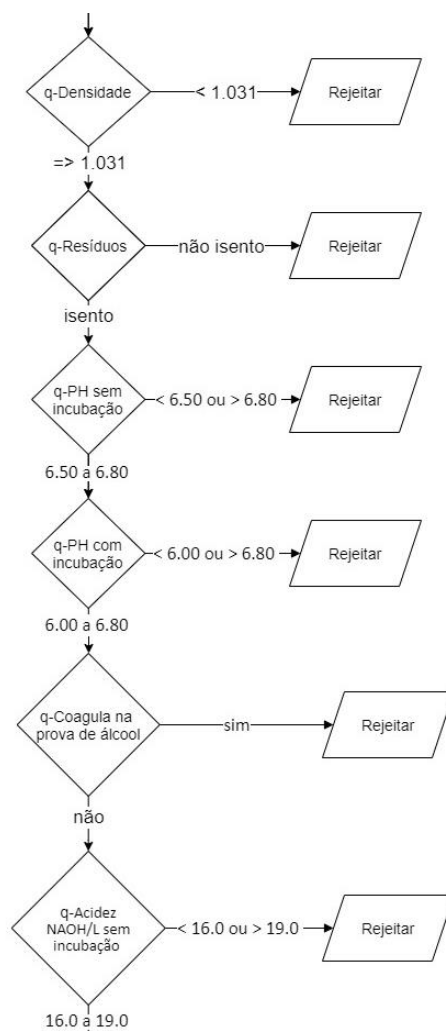 q-Densidade
< 1.031
Rejeitar
=> 1.031
q-Resíduos
não isento
Rejeitar
isento
q-PH sem
incubação
< 6.50 ou > 6.80
Rejeitar
6.50 a 6.80
q-PH com
incubação
< 6.00 ou > 6.80
Rejeitar
6.00 a 6.80
q-Coagula na
prova de álcool
sim
Rejeitar
não
q-Acidez
NAOH/L sem
incubação
< 16.0 ou > 19.0
Rejeitar
16.0 a 19.0